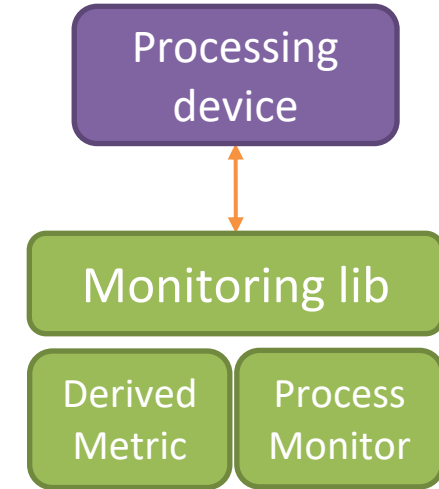 Processing
device
Monitoring lib
Derived
Metric
Process
Monitor